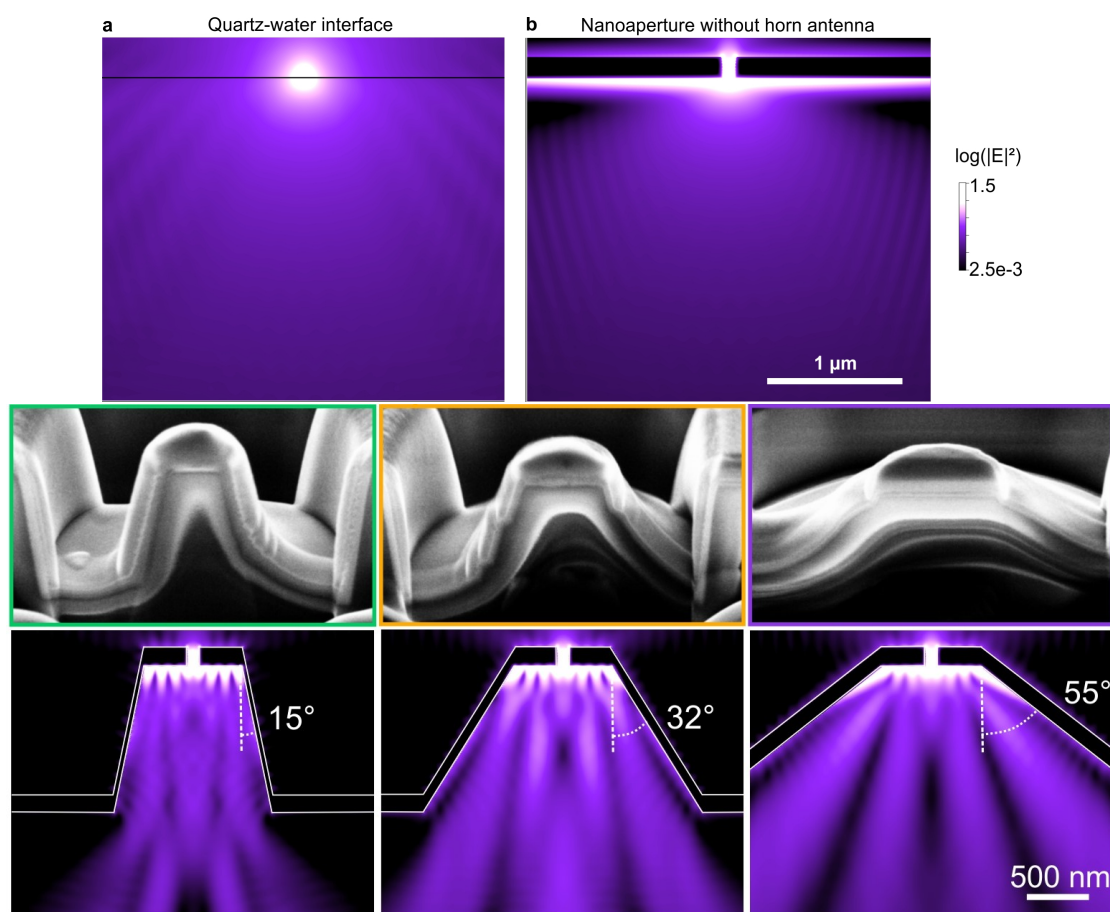 a
Quartz-water interface
b
Nanoaperture without horn antenna
log(|E|²)
1.5
2.5e-3
1 µm
15°
32°
55°
500 nm